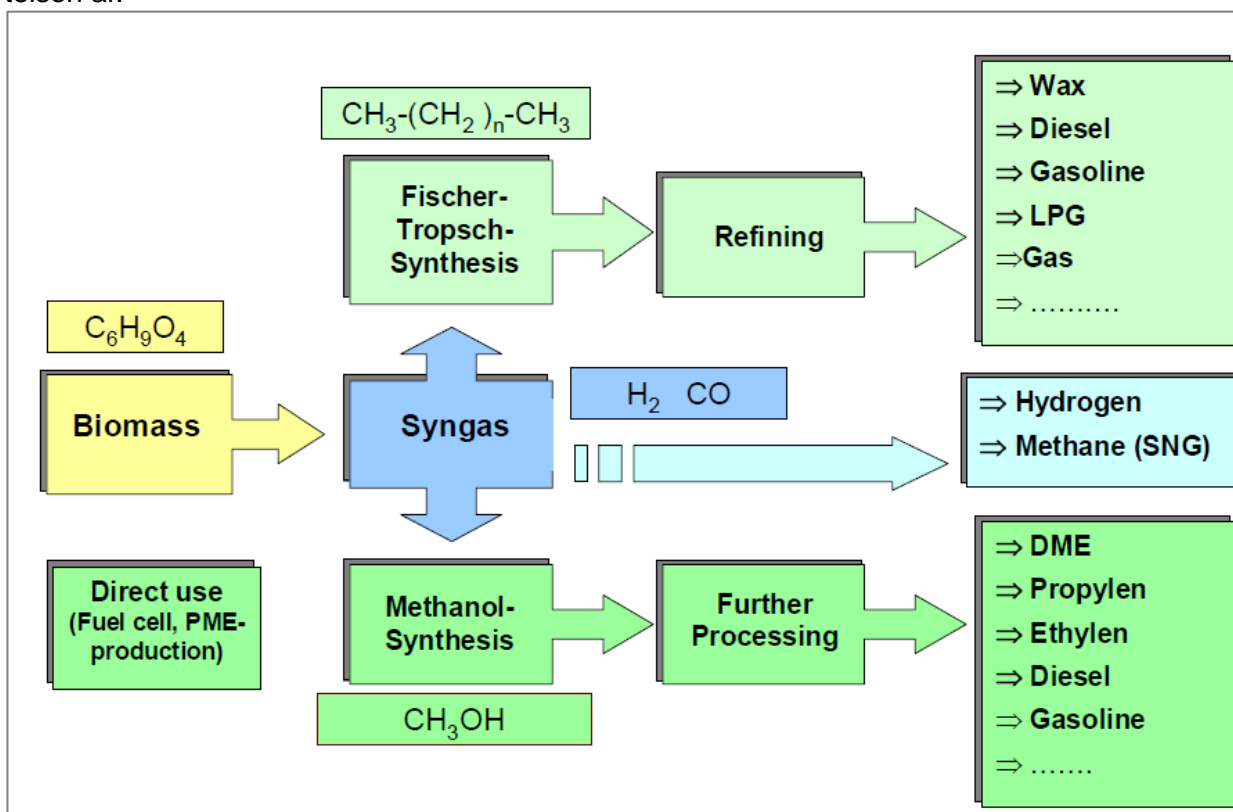 CH₃-(CH₂)ₙ-CH₃
Fischer-
Tropsch-
Synthesis
Refining
⇒ Wax
⇒ Diesel
⇒ Gasoline
⇒ LPG
⇒Gas
⇒ ..........
C₆H₉O₄
Biomass
Syngas
H₂ CO
⇒ Hydrogen
⇒ Methane (SNG)
Direct use
(Fuel cell, PME-
production)
Methanol-
Synthesis
CH₃OH
Further
Processing
⇒ DME
⇒ Propylen
⇒ Ethylen
⇒ Diesel
⇒ Gasoline
⇒ .......